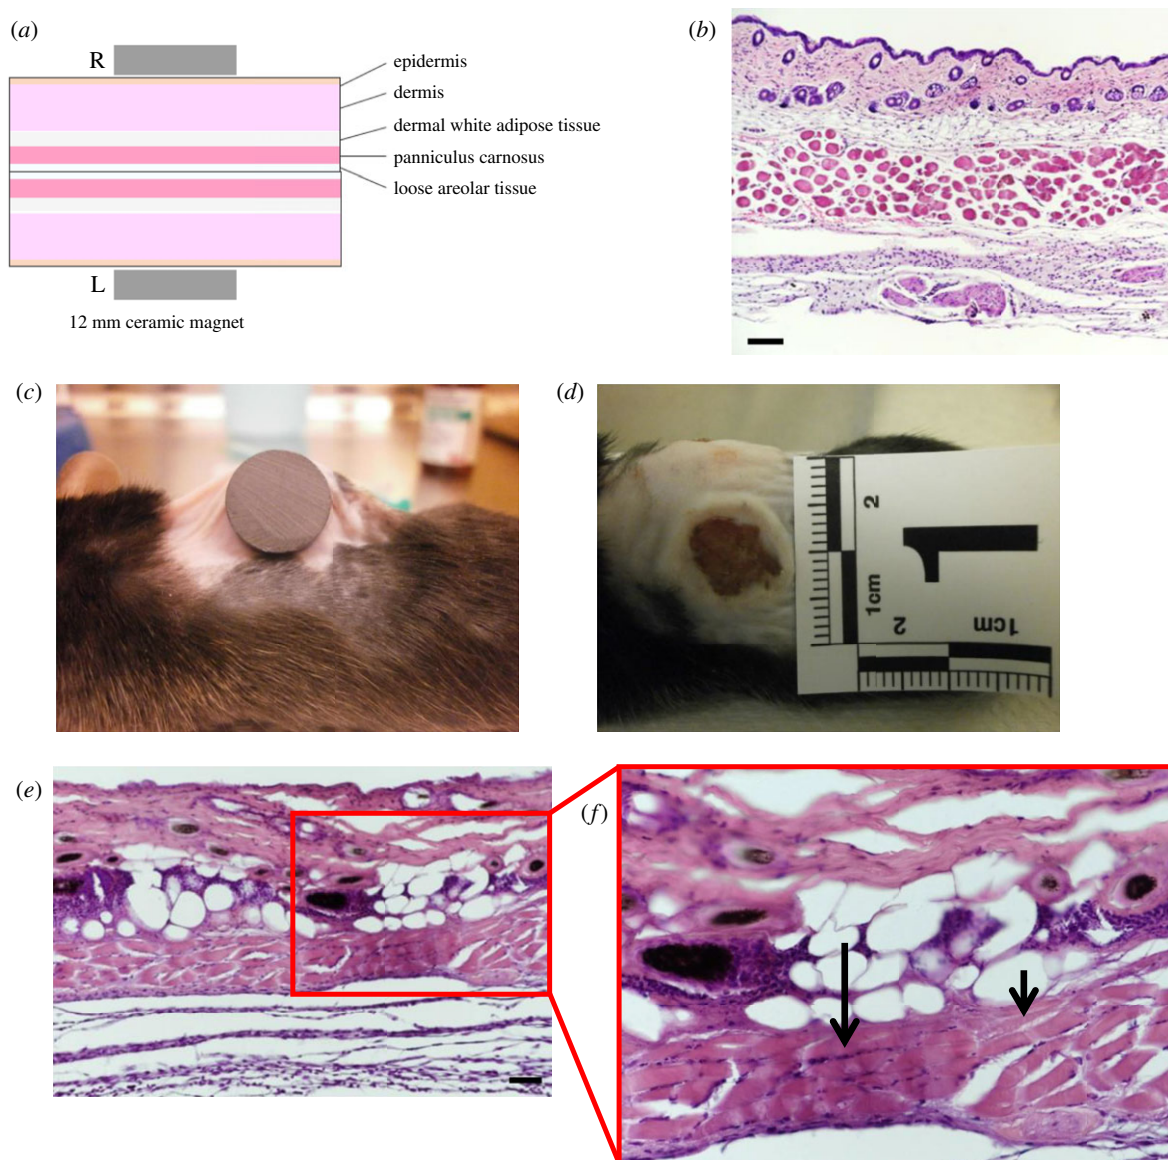 (a)
R
epidermis
dermis
dermal white adipose tissue
panniculus carnosus
loose areolar tissue
L
12 mm ceramic magnet
(b)
(c)
(d)
2
1cm
1
2
1cm
(e)
(f)